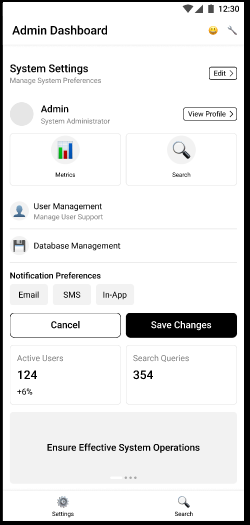 12:30
Admin Dashboard
System Settings
Manage System Preferences
Edit
Admin
System Administrator
View Profile
Metrics
Search
User Management
Manage User Support
Database Management
Notification Preferences
Email
SMS
In-App
Cancel
Save Changes
Active Users
124
+6%
Search Queries
354
Ensure Effective System Operations
Settings
Search